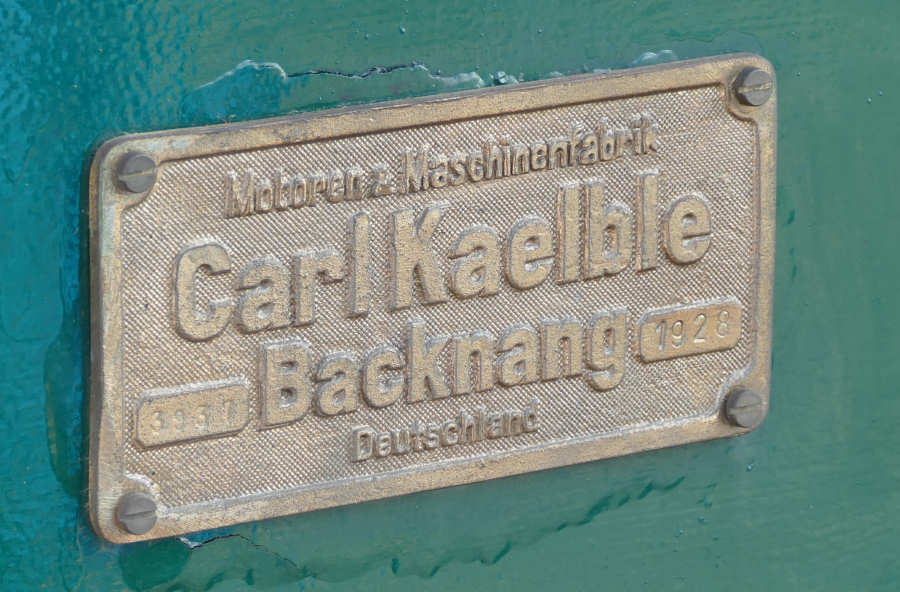 Motoren & Maschinenfabrik
Carl Kaelble
Backnang
1928
Deutschland